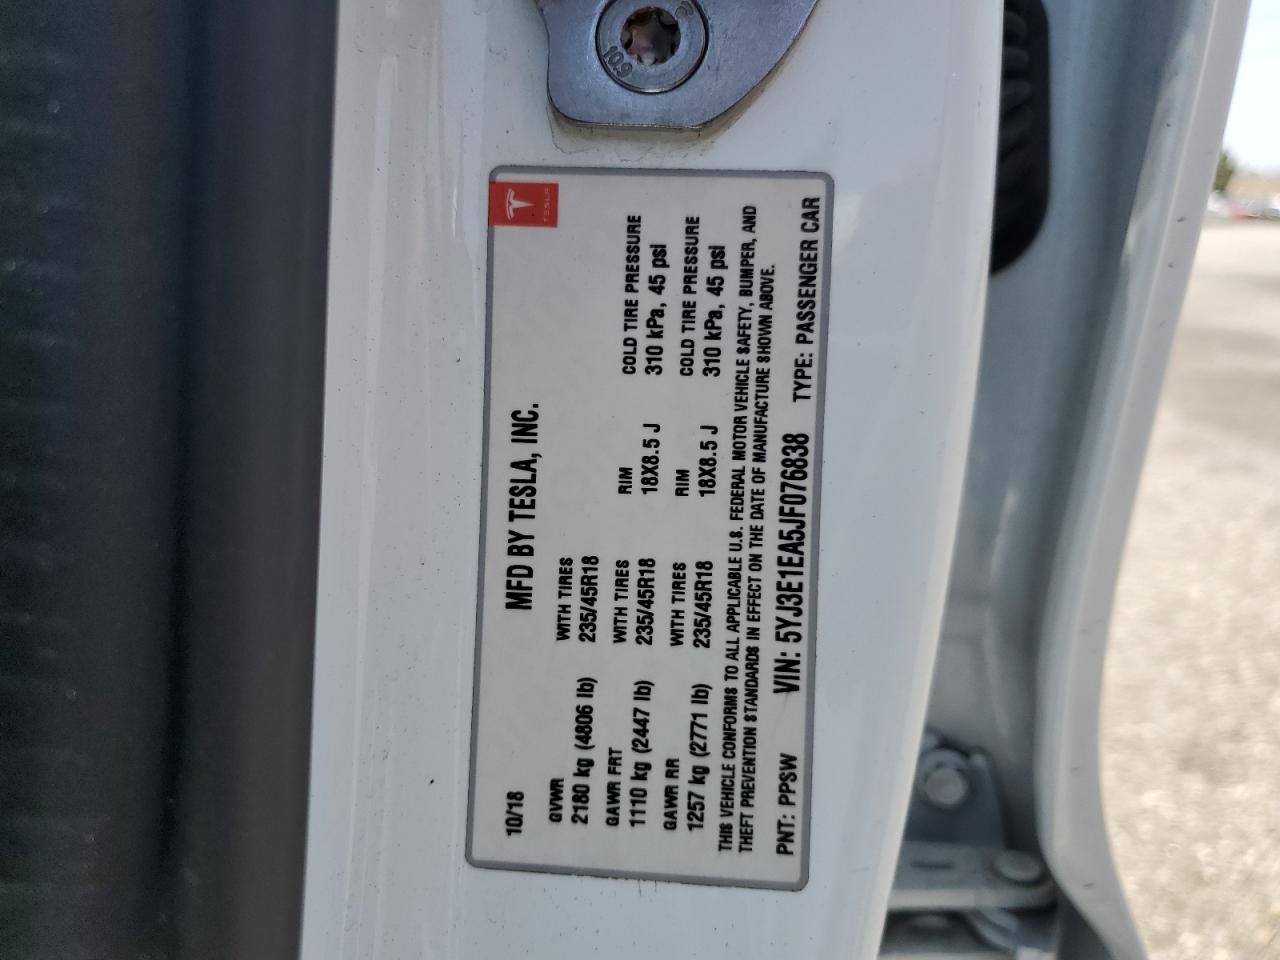 10.9
TESLA
10/18
MFD BY TESLA, INC.
GVWR
2180 kg (4806 lb)
WITH TIRES
235/45R18
GAWR FRT
1110 kg (2447 lb)
WITH TIRES
235/45R18
RIM
18X8.5 J
COLD TIRE PRESSURE
310 kPa, 45 psi
GAWR RR
1257 kg (2771 lb)
WITH TIRES
235/45R18
RIM
18X8.5 J
COLD TIRE PRESSURE
310 kPa, 45 psi
THIS VEHICLE CONFORMS TO ALL APPLICABLE U.S. FEDERAL MOTOR VEHICLE SAFETY, BUMPER, AND
THEFT PREVENTION STANDARDS IN EFFECT ON THE DATE OF MANUFACTURE SHOWN ABOVE.
PNT: PPSW VIN: 5YJ3E1EA5JF076838 TYPE: PASSENGER CAR